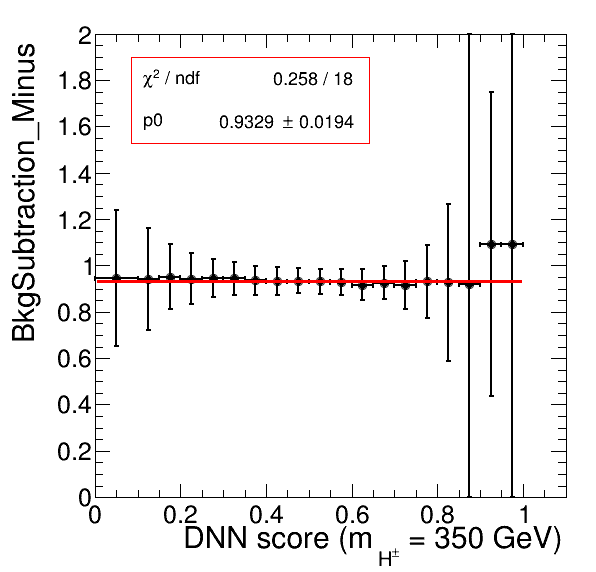 BkgSubtraction_Minus
2
1.8
1.6
1.4
1.2
1
0.8
0.6
0.4
0.2
0
χ² / ndf 0.258 / 18
p0 0.9329 ± 0.0194
0 0.2 0.4 0.6 0.8 1
DNN score (m_H± = 350 GeV)